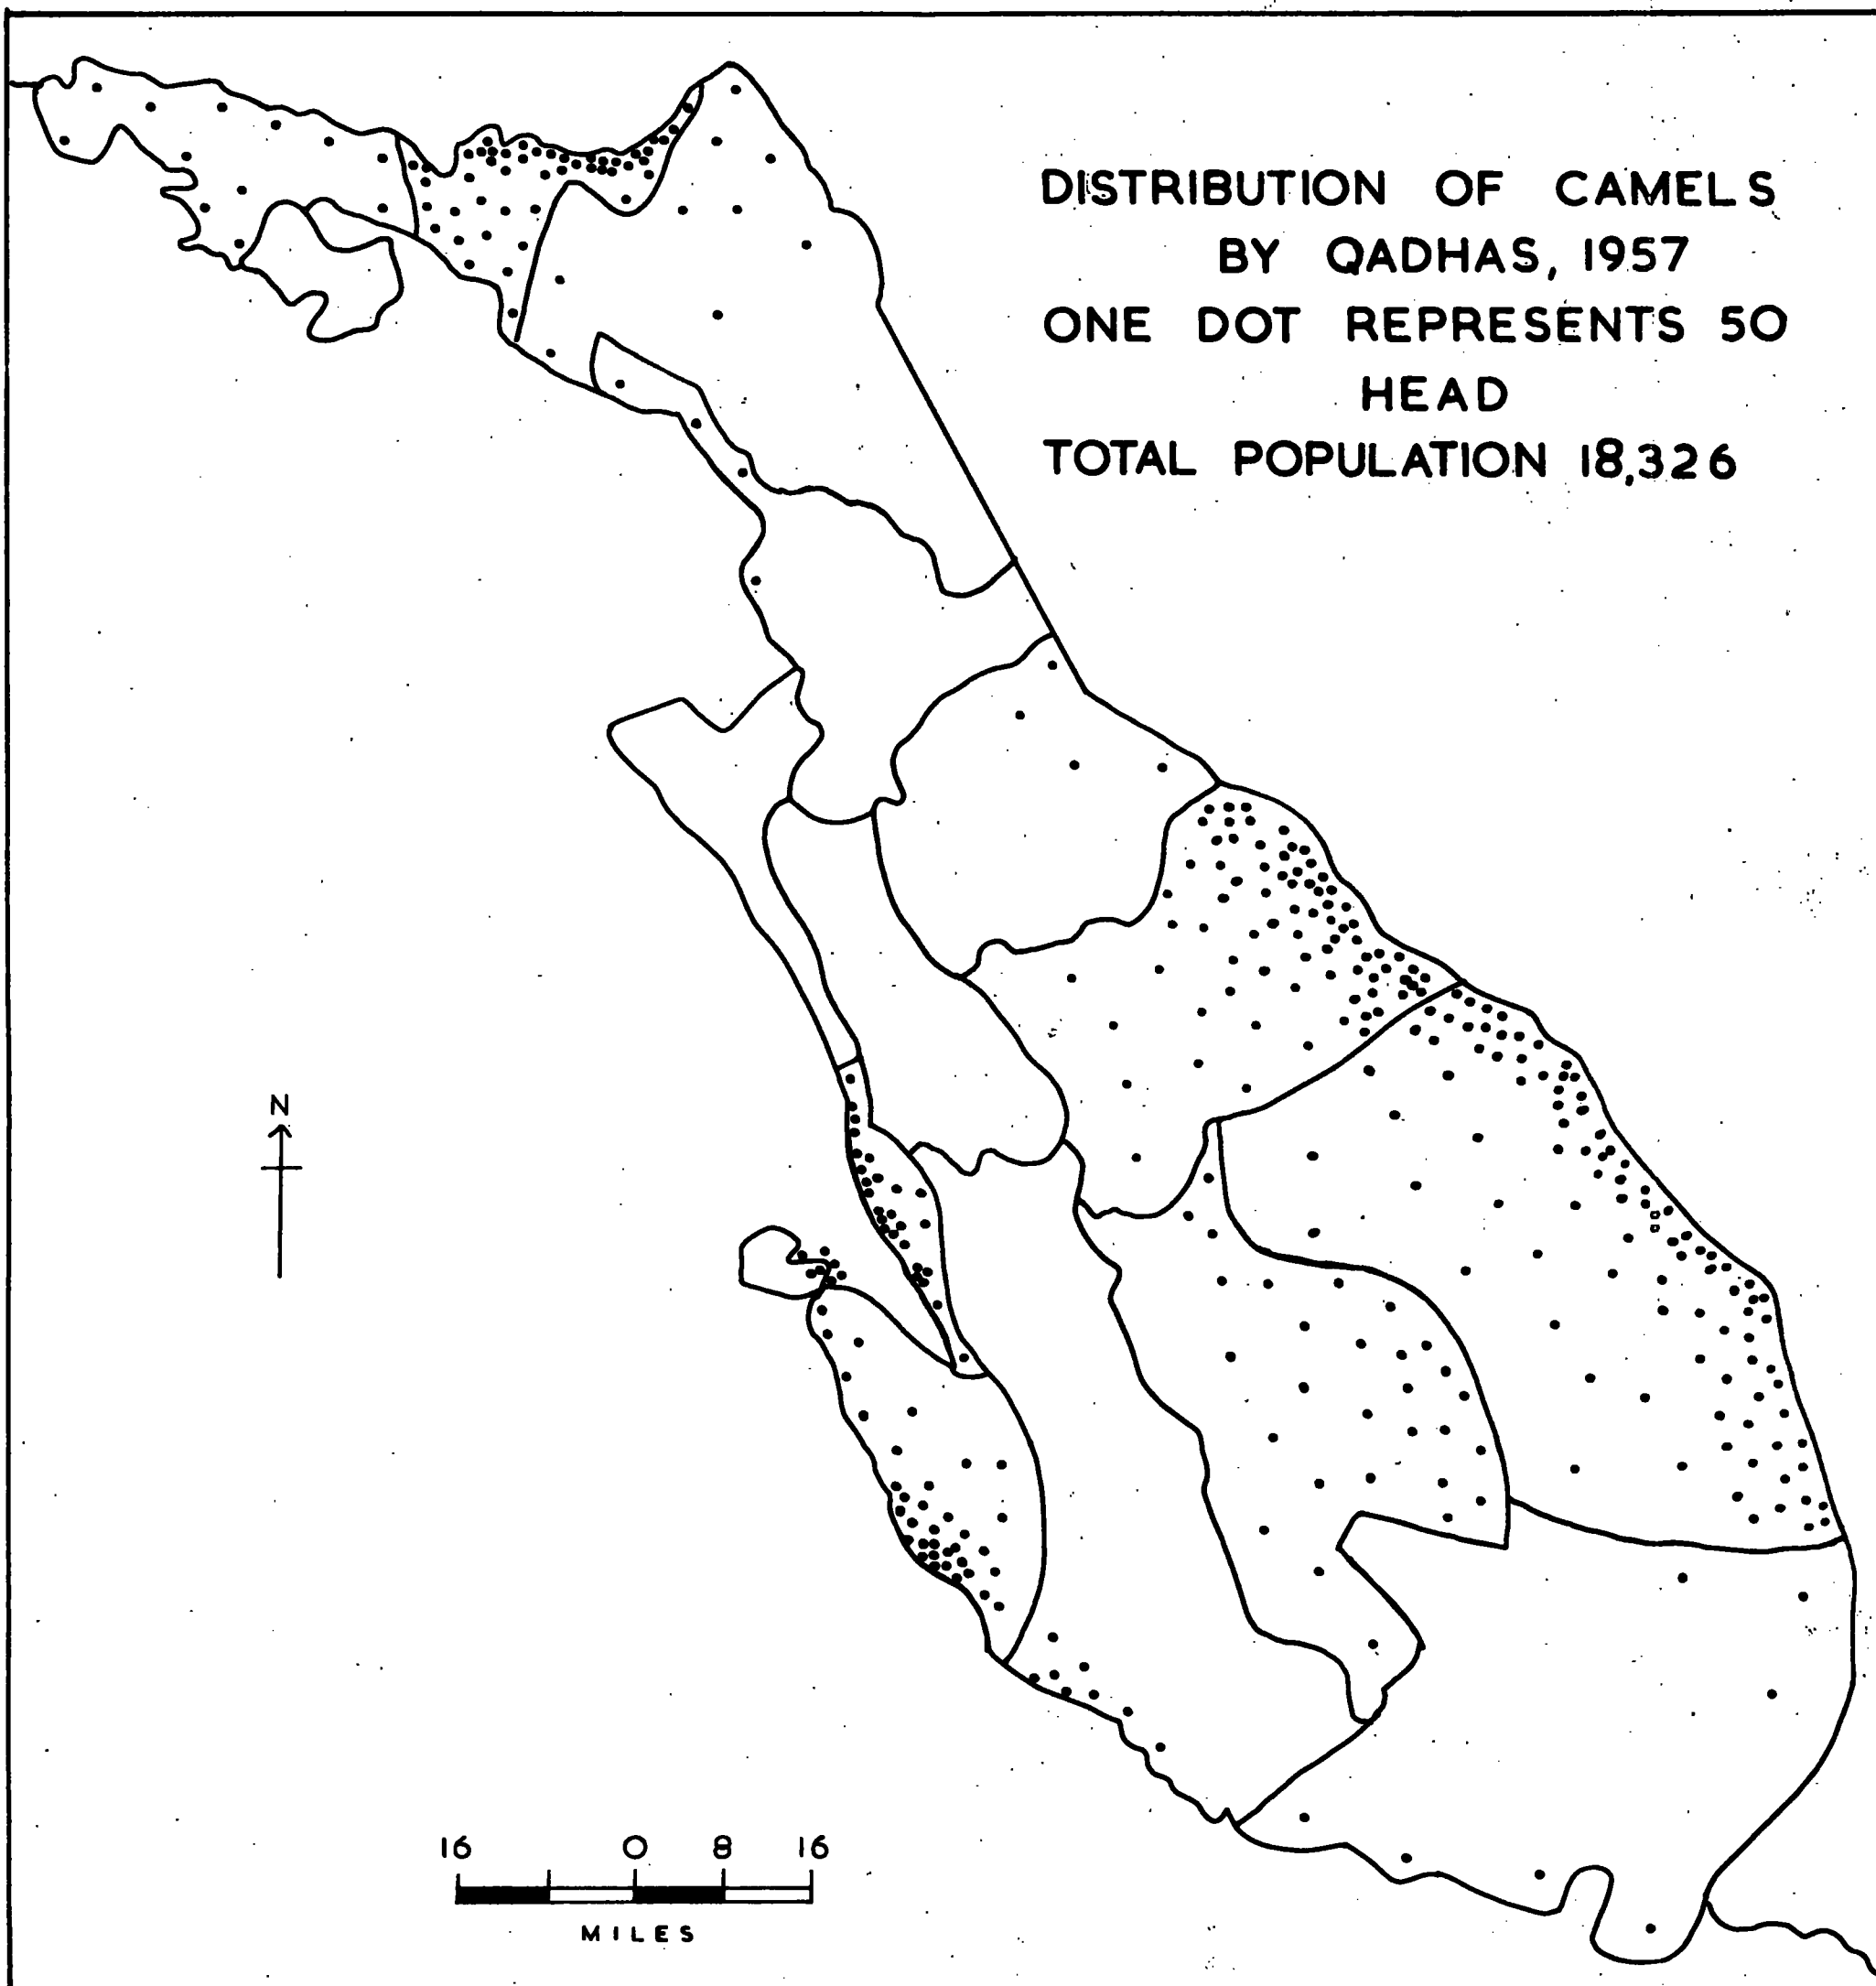 DISTRIBUTION OF CAMELS
BY QADHAS, 1957
ONE DOT REPRESENTS 50
HEAD
TOTAL POPULATION 18,326
N
16 0 8 16
MILES